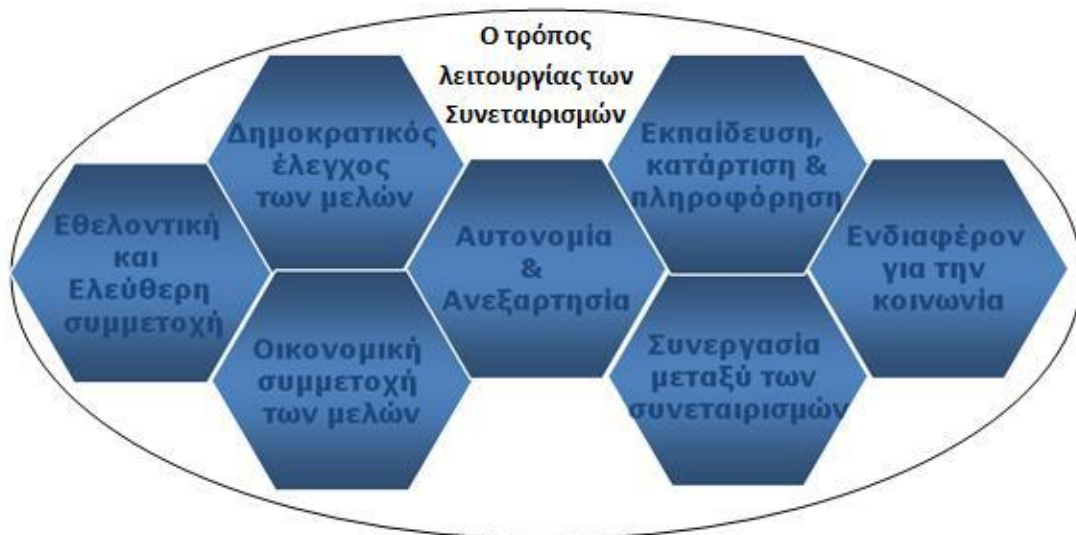 Ο τρόπος
λειτουργίας των
Συνεταιρισμών
Εθελοντική
και
Ελεύθερη
συμμετοχή
Δημοκρατικός
έλεγχος
των μελών
Οικονομική
συμμετοχή
των μελών
Αυτονομία
&
Ανεξαρτησία
Εκπαίδευση,
κατάρτιση &
πληροφόρηση
Συνεργασία
μεταξύ των
συνεταιρισμών
Ενδιαφέρον
για την
κοινωνία